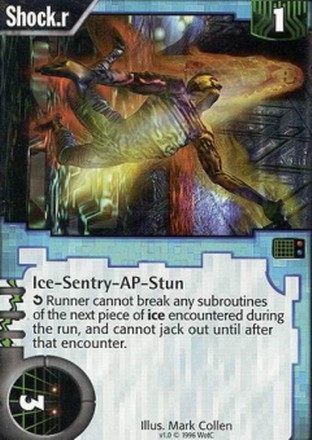 Shock.r
1
Ice-Sentry-AP-Stun
Runner cannot break any subroutines
of the next piece of ice encountered during
the run, and cannot jack out until after
that encounter.
3
Illus. Mark Collen
v1.0 © 1996 WotC